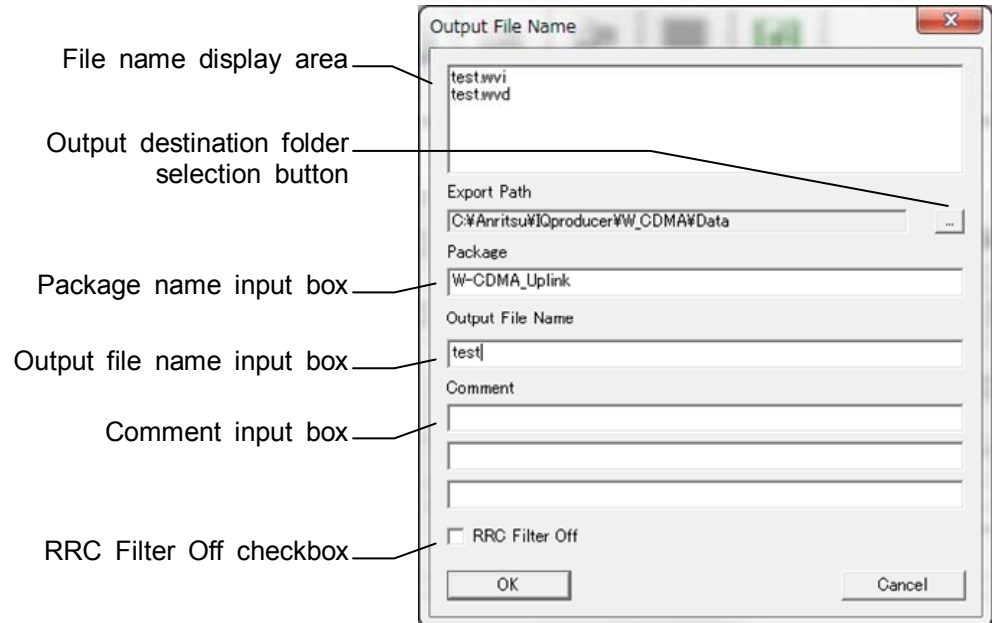 Output File Name
File name display area
test.wvi
test.wvd
Output destination folder
selection button
Export Path
C:¥Anritsu¥IQproducer¥W_CDMA¥Data
...
Package
Package name input box
W-CDMA_Uplink
Output File Name
Output file name input box
test
Comment
Comment input box
RRC Filter Off checkbox
RRC Filter Off
OK
Cancel